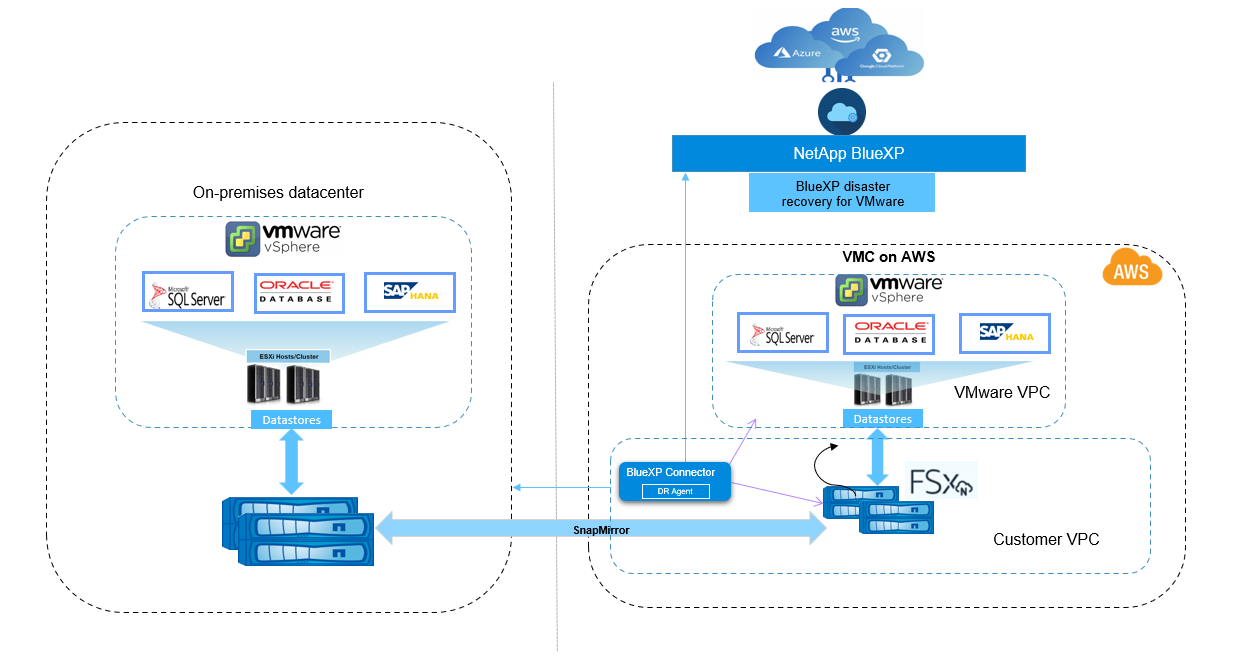 aws
Azure
Google Cloud Platform
NetApp BlueXP
BlueXP disaster
recovery for VMware
On-premises datacenter
vmware
vSphere
Microsoft
SQL Server
ORACLE
DATABASE
SAP HANA
ESXi Hosts/Cluster
Datastores
VMC on AWS
AWS
vmware
vSphere
Microsoft
SQL Server
ORACLE
DATABASE
SAP HANA
ESXi Hosts/Cluster
VMware VPC
Datastores
BlueXP Connector
DR Agent
FSx
N
SnapMirror
Customer VPC